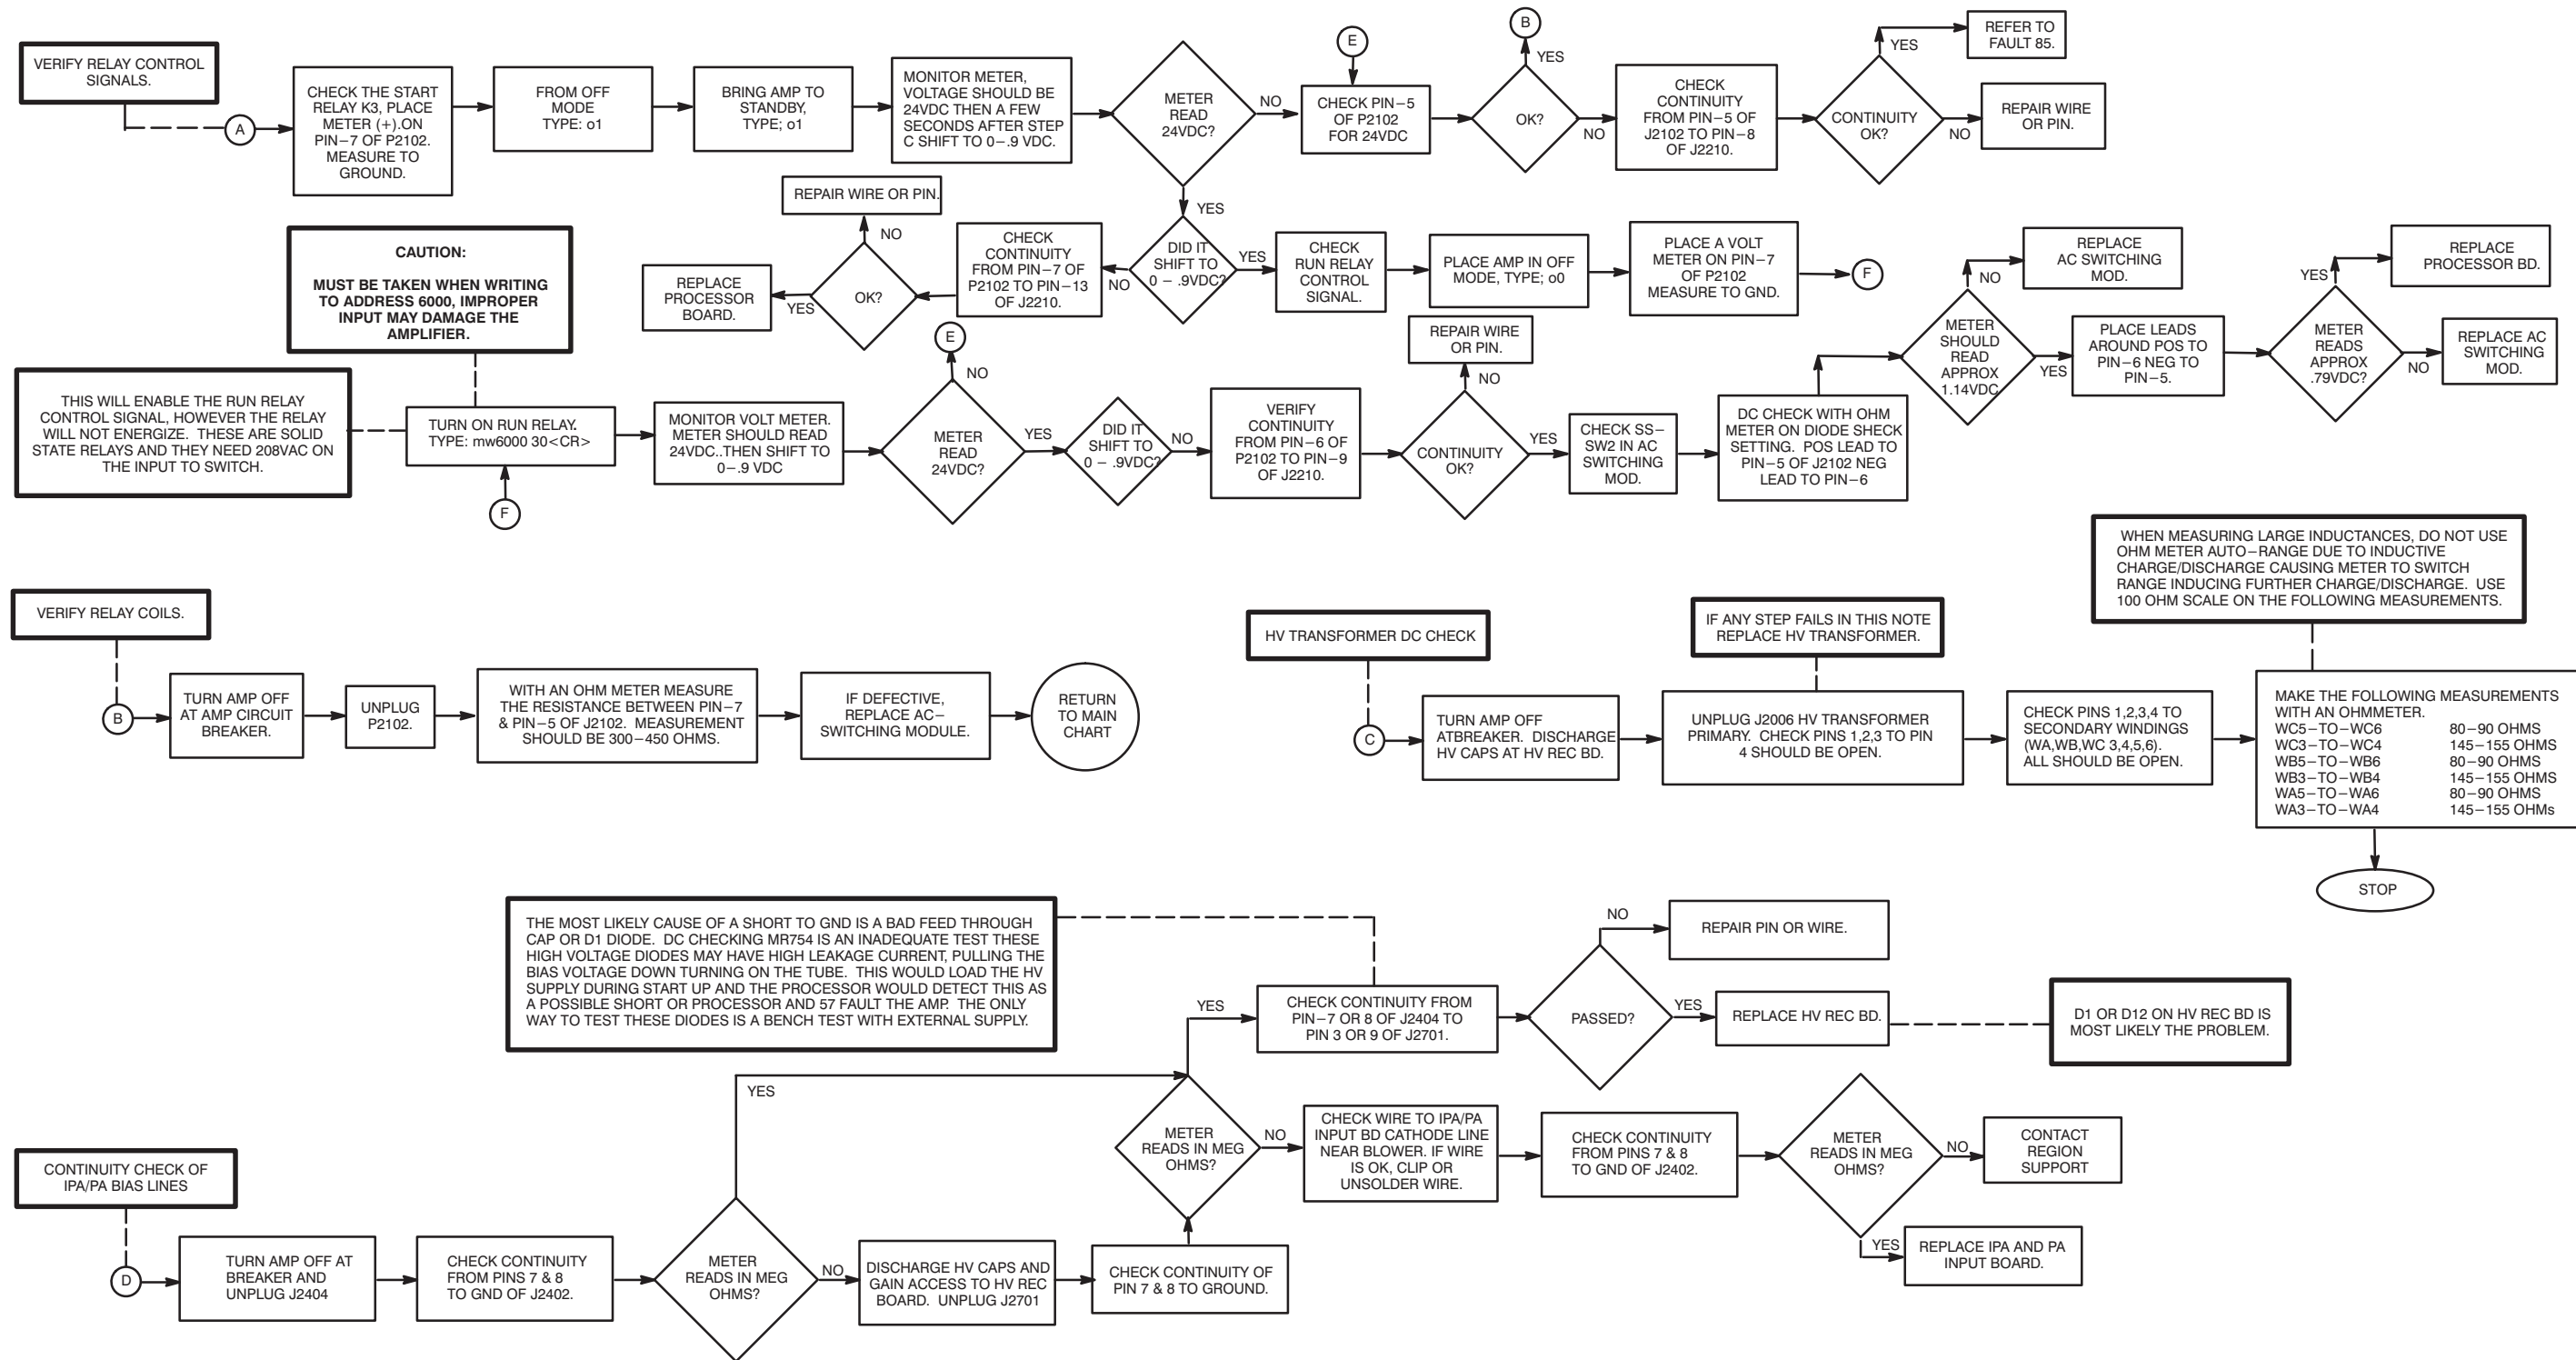 VERIFY RELAY CONTROL
SIGNALS.
A
CHECK THE START
RELAY K3, PLACE
METER (+).ON
PIN−7 OF P2102.
MEASURE TO
GROUND.
FROM OFF
MODE
TYPE: o1
BRING AMP TO
STANDBY,
TYPE; o1
MONITOR METER,
VOLTAGE SHOULD BE
24VDC THEN A FEW
SECONDS AFTER STEP
C SHIFT TO 0−.9 VDC.
METER
READ
24VDC?
NO
E
CHECK PIN−5
OF P2102
FOR 24VDC
B
YES
OK?
NO
CHECK
CONTINUITY
FROM PIN−5 OF
J2102 TO PIN−8
OF J2210.
CONTINUITY
OK?
YES
REFER TO
FAULT 85.
NO
REPAIR WIRE
OR PIN.
YES
DID IT
SHIFT TO
0 − .9VDC?
NO
CHECK
CONTINUITY
FROM PIN−7 OF
P2102 TO PIN−13
OF J2210.
OK?
NO
REPAIR WIRE OR PIN.
YES
REPLACE
PROCESSOR
BOARD.
YES
CHECK
RUN RELAY
CONTROL
SIGNAL.
PLACE AMP IN OFF
MODE, TYPE; o0
PLACE A VOLT
METER ON PIN−7
OF P2102
MEASURE TO GND.
F
CAUTION:
MUST BE TAKEN WHEN WRITING
TO ADDRESS 6000, IMPROPER
INPUT MAY DAMAGE THE
AMPLIFIER.
THIS WILL ENABLE THE RUN RELAY
CONTROL SIGNAL, HOWEVER THE RELAY
WILL NOT ENERGIZE. THESE ARE SOLID
STATE RELAYS AND THEY NEED 208VAC ON
THE INPUT TO SWITCH.
TURN ON RUN RELAY.
TYPE: mw6000 30<CR>
F
MONITOR VOLT METER.
METER SHOULD READ
24VDC..THEN SHIFT TO
0−.9 VDC
METER
READ
24VDC?
NO
E
YES
DID IT
SHIFT TO
0 − .9VDC?
NO
VERIFY
CONTINUITY
FROM PIN−6 OF
P2102 TO PIN−9
OF J2210.
CONTINUITY
OK?
NO
REPAIR WIRE
OR PIN.
YES
CHECK SS−
SW2 IN AC
SWITCHING
MOD.
DC CHECK WITH OHM
METER ON DIODE SHECK
SETTING. POS LEAD TO
PIN−5 OF J2102 NEG
LEAD TO PIN−6
METER
SHOULD
READ
APPROX
1.14VDC
NO
REPLACE
AC SWITCHING
MOD.
YES
PLACE LEADS
AROUND POS TO
PIN−6 NEG TO
PIN−5.
METER
READS
APPROX
.79VDC?
YES
REPLACE
PROCESSOR BD.
NO
REPLACE AC
SWITCHING
MOD.
VERIFY RELAY COILS.
B
TURN AMP OFF
AT AMP CIRCUIT
BREAKER.
UNPLUG
P2102.
WITH AN OHM METER MEASURE
THE RESISTANCE BETWEEN PIN−7
& PIN−5 OF J2102. MEASUREMENT
SHOULD BE 300−450 OHMS.
IF DEFECTIVE,
REPLACE AC−
SWITCHING MODULE.
RETURN
TO MAIN
CHART
HV TRANSFORMER DC CHECK
C
TURN AMP OFF
ATBREAKER. DISCHARGE
HV CAPS AT HV REC BD.
IF ANY STEP FAILS IN THIS NOTE
REPLACE HV TRANSFORMER.
UNPLUG J2006 HV TRANSFORMER
PRIMARY. CHECK PINS 1,2,3 TO PIN
4 SHOULD BE OPEN.
CHECK PINS 1,2,3,4 TO
SECONDARY WINDINGS
(WA,WB,WC 3,4,5,6).
ALL SHOULD BE OPEN.
WHEN MEASURING LARGE INDUCTANCES, DO NOT USE
OHM METER AUTO−RANGE DUE TO INDUCTIVE
CHARGE/DISCHARGE CAUSING METER TO SWITCH
RANGE INDUCING FURTHER CHARGE/DISCHARGE. USE
100 OHM SCALE ON THE FOLLOWING MEASUREMENTS.
MAKE THE FOLLOWING MEASUREMENTS
WITH AN OHMMETER.
WC5−TO−WC6 80−90 OHMS
WC3−TO−WC4 145−155 OHMS
WB5−TO−WB6 80−90 OHMS
WB3−TO−WB4 145−155 OHMS
WA5−TO−WA6 80−90 OHMS
WA3−TO−WA4 145−155 OHMs
STOP
THE MOST LIKELY CAUSE OF A SHORT TO GND IS A BAD FEED THROUGH
CAP OR D1 DIODE. DC CHECKING MR754 IS AN INADEQUATE TEST THESE
HIGH VOLTAGE DIODES MAY HAVE HIGH LEAKAGE CURRENT, PULLING THE
BIAS VOLTAGE DOWN TURNING ON THE TUBE. THIS WOULD LOAD THE HV
SUPPLY DURING START UP AND THE PROCESSOR WOULD DETECT THIS AS
A POSSIBLE SHORT OR PROCESSOR AND 57 FAULT THE AMP. THE ONLY
WAY TO TEST THESE DIODES IS A BENCH TEST WITH EXTERNAL SUPPLY.
YES
CHECK CONTINUITY FROM
PIN−7 OR 8 OF J2404 TO
PIN 3 OR 9 OF J2701.
PASSED?
NO
REPAIR PIN OR WIRE.
YES
REPLACE HV REC BD.
D1 OR D12 ON HV REC BD IS
MOST LIKELY THE PROBLEM.
CONTINUITY CHECK OF
IPA/PA BIAS LINES
D
TURN AMP OFF AT
BREAKER AND
UNPLUG J2404
CHECK CONTINUITY
FROM PINS 7 & 8
TO GND OF J2402.
METER
READS IN MEG
OHMS?
YES
NO
DISCHARGE HV CAPS AND
GAIN ACCESS TO HV REC
BOARD. UNPLUG J2701
CHECK CONTINUITY OF
PIN 7 & 8 TO GROUND.
METER
READS IN MEG
OHMS?
NO
CHECK WIRE TO IPA/PA
INPUT BD CATHODE LINE
NEAR BLOWER. IF WIRE
IS OK, CLIP OR
UNSOLDER WIRE.
CHECK CONTINUITY
FROM PINS 7 & 8
TO GND OF J2402.
METER
READS IN MEG
OHMS?
NO
CONTACT
REGION
SUPPORT
YES
REPLACE IPA AND PA
INPUT BOARD.